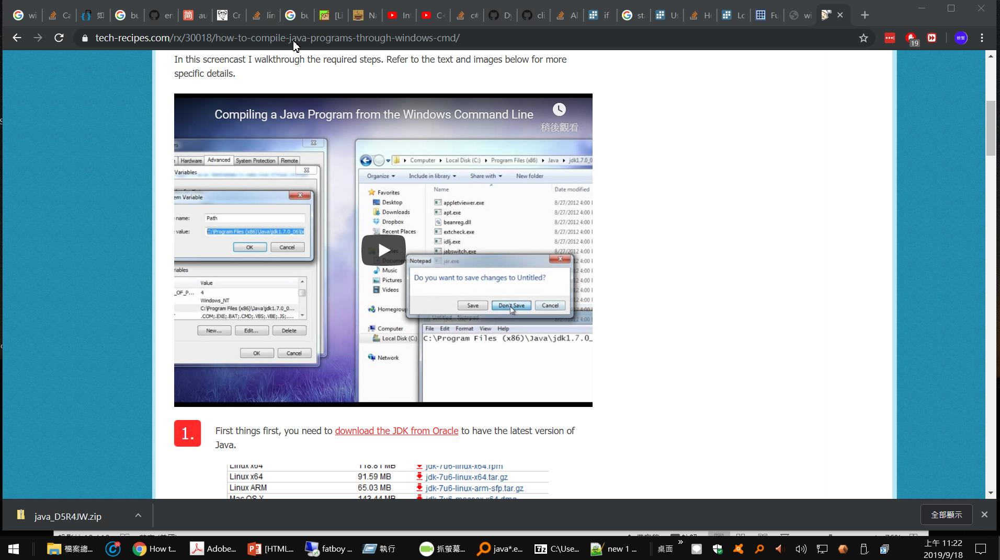 wi
Ca
如
bu
en
简
au
Cr
lin
bu
[Li
Na
In
C-
c#
Dy
cli
Al
if
st
Us
Ho
Lc
Fu
wi
tech-recipes.com/rx/30018/how-to-compile-java-programs-through-windows-cmd/
19
螃蟹
In this screencast I walkthrough the required steps. Refer to the text and images below for more
specific details.
Compiling a Java Program from the Windows Command Line
稍後觀看
Hardware Advanced System Protection Remote
Variables
em Variable
name: Path
value: C:\Program Files (x86)\Java\jdk1.7.0_06\b
OK Cancel
iables
Value
_OF_P... 4
Windows_NT
C:\Program Files (x86)\Java\jdk1.7.0...
.COM;.EXE;.BAT;.CMD;.VBS;.VBE;.JS;....
New... Edit... Delete
OK Cancel
Computer Local Disk (C:) Program Files (x86) Java jdk1.7.0_0
Organize Include in library Share with New folder
Name Date modified
Favorites
Desktop
Downloads
Dropbox
Recent Places
Music
Pictures
Videos
Homegroup
Computer
Local Disk (C:)
Network
appletviewer.exe 8/27/2012 4:00
apt.exe 8/27/2012 4:00
beanreg.dll 8/27/2012 4:00
extcheck.exe 8/27/2012 4:00
idlj.exe 8/27/2012 4:00
jabswitch.exe 8/27/2012 4:00
jar.exe
Notepad
Do you want to save changes to Untitled?
Save Don't Save Cancel
Untitled - Notepad
File Edit Format View Help
C:\Program Files (x86)\Java\jdk1.7.0_
1.
First things first, you need to download the JDK from Oracle to have the latest version of
Java.
Linux x64 118.81 MB jdk-7u6-linux-x64.rpm
Linux x64 91.59 MB jdk-7u6-linux-x64.tar.gz
Linux ARM 65.03 MB jdk-7u6-linux-arm-sfp.tar.gz
Mac OS X 143.44 MB jdk-7u6-macosx-x64.dmg
java_D5R4JW.zip
全部顯示
檔案總...
How t...
Adobe...
[HTML...
fatboy ...
執行
抓螢幕...
java*.e...
C:\Use...
new 1 ...
桌面
上午 11:22
2019/9/18